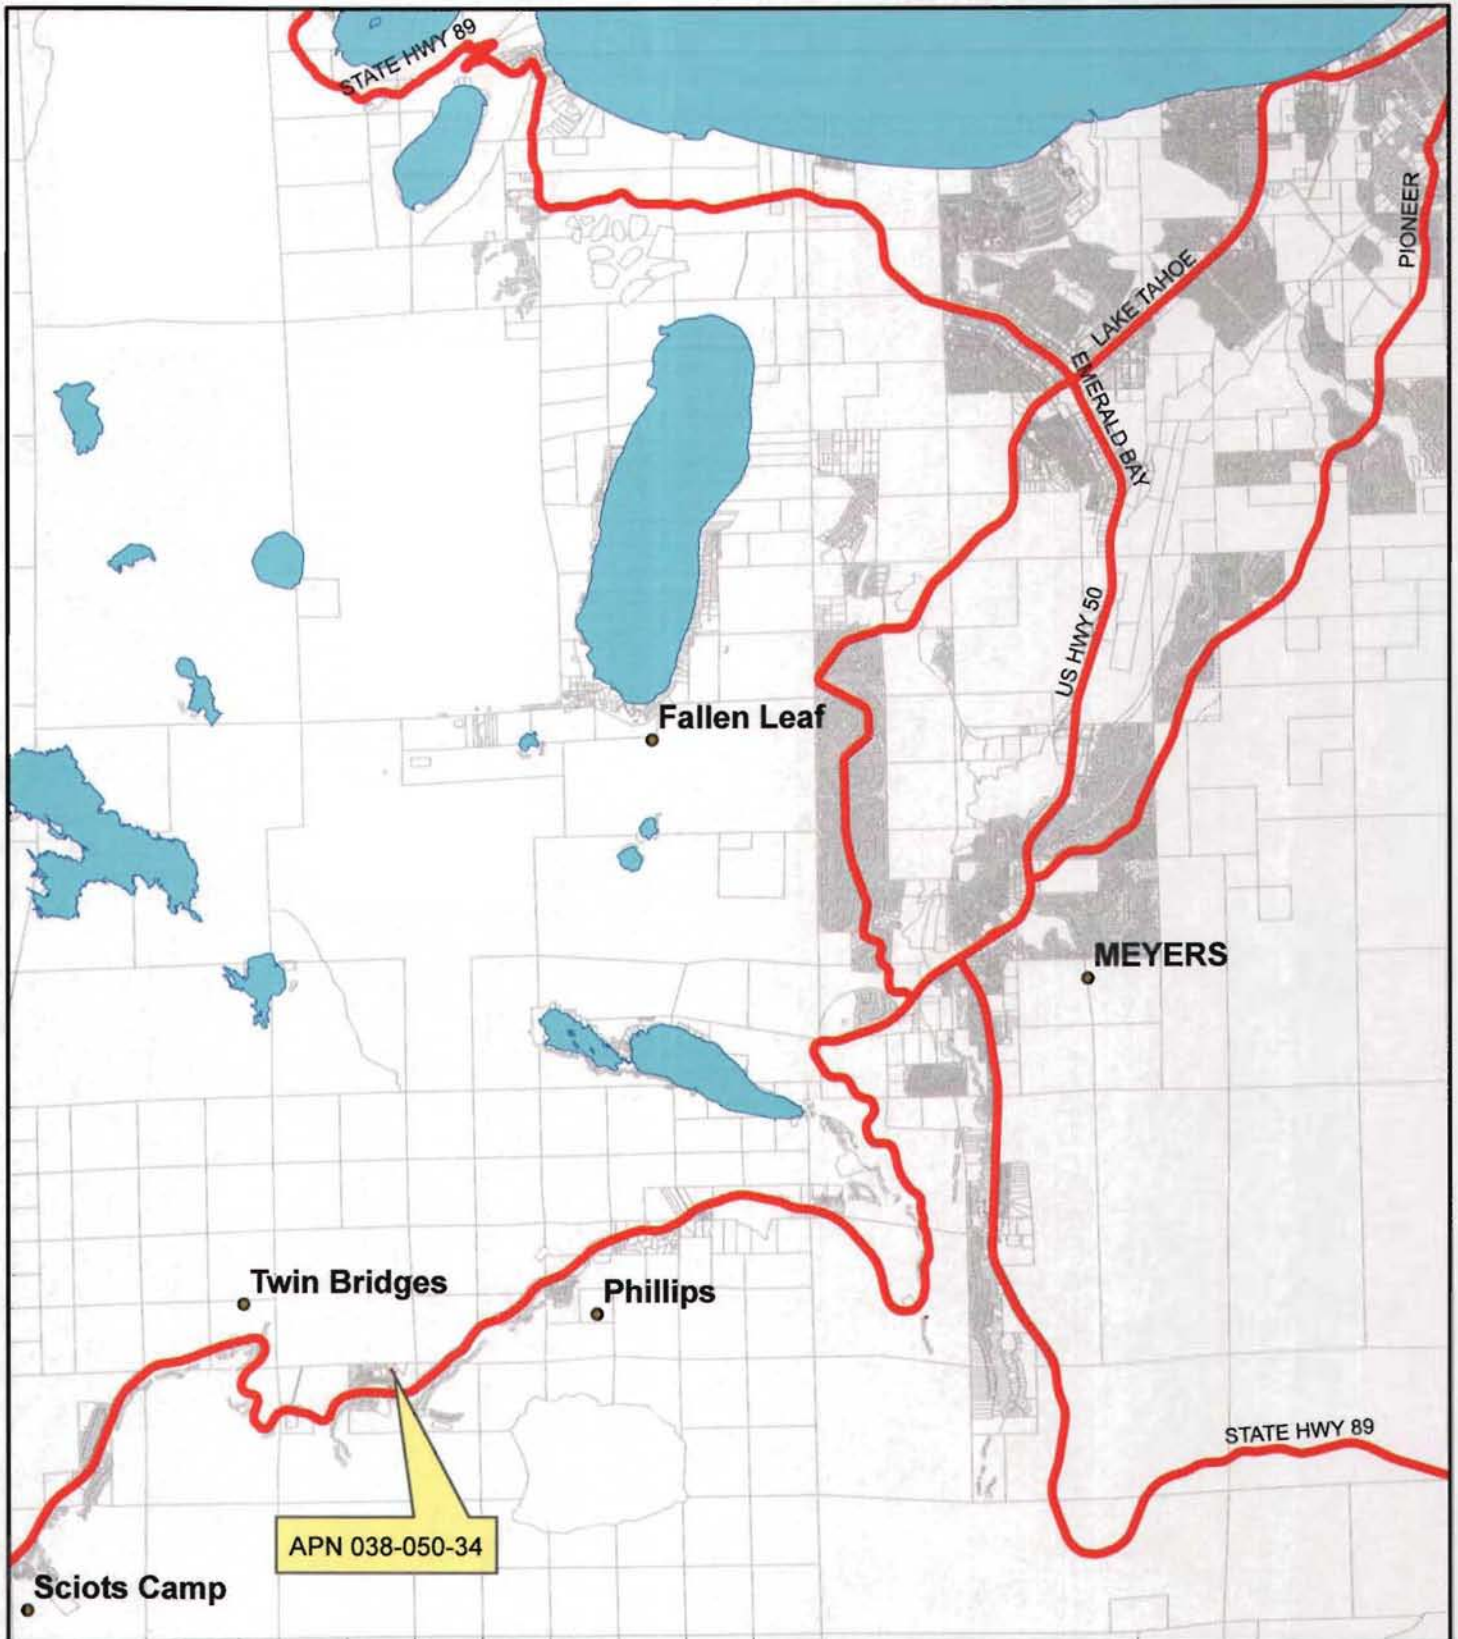 STATE HWY 89
PIONEER
LAKE TAHOE
EMERALD BAY
US HWY 50
Fallen Leaf
MEYERS
Twin Bridges
Phillips
STATE HWY 89
APN 038-050-34
Sciots Camp